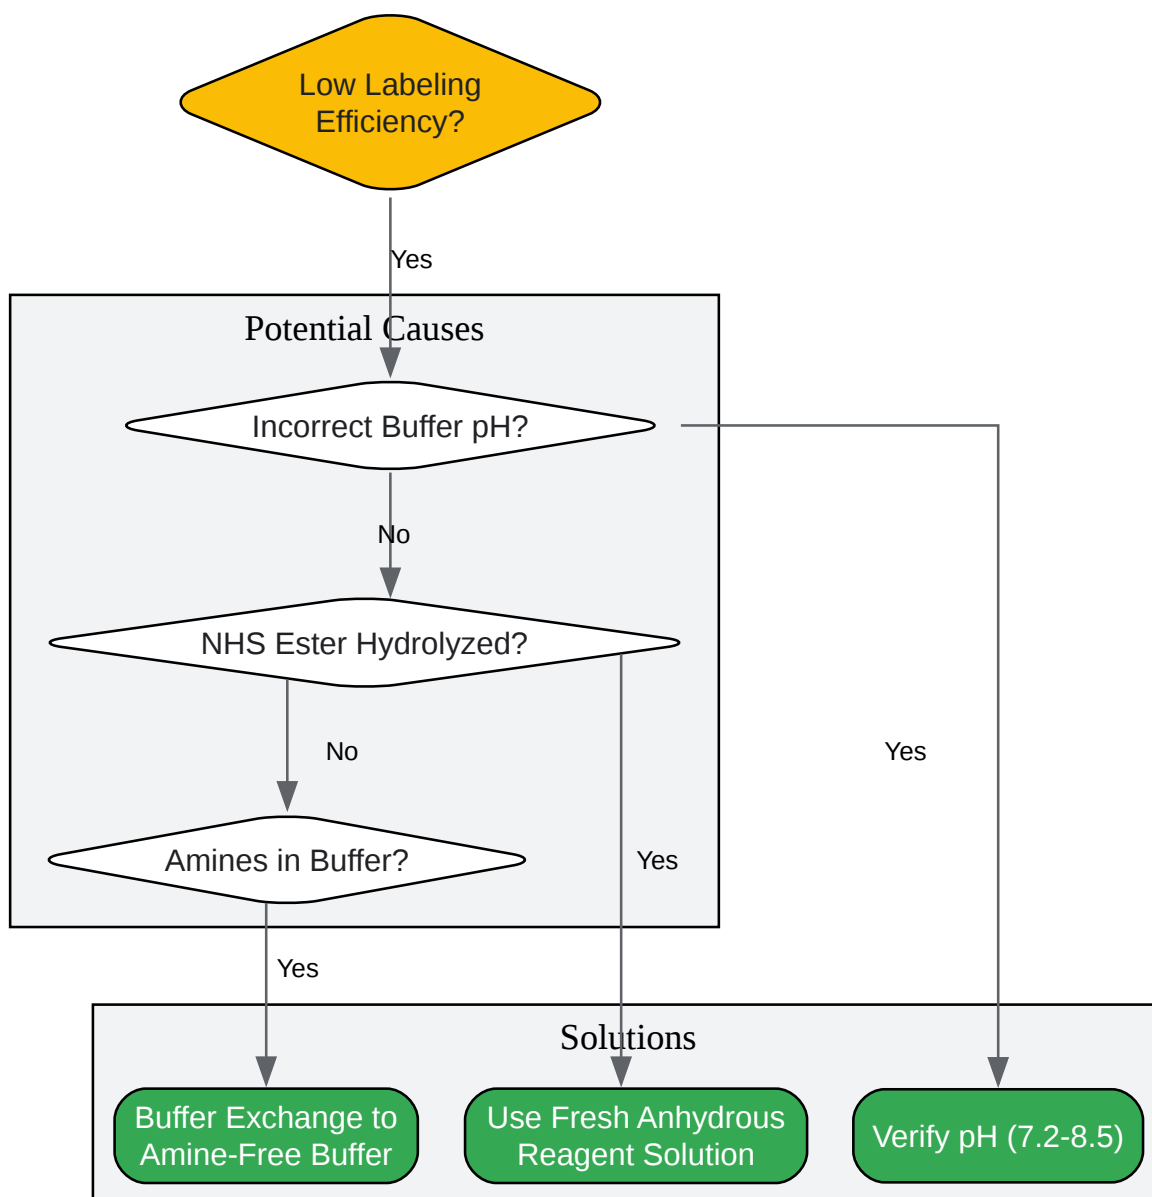 Low Labeling
Efficiency?
Yes
Potential Causes
Incorrect Buffer pH?
No
NHS Ester Hydrolyzed?
No
Yes
Amines in Buffer?
Yes
Yes
Solutions
Buffer Exchange to
Amine-Free Buffer
Use Fresh Anhydrous
Reagent Solution
Verify pH (7.2-8.5)